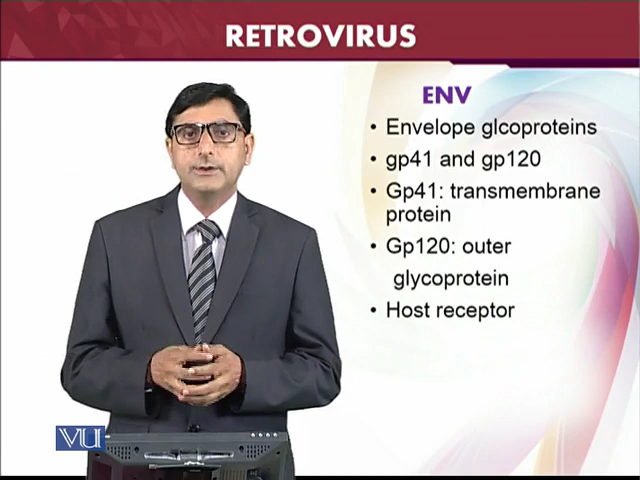 RETROVIRUS
ENV
• Envelope glcoproteins
• gp41 and gp120
• Gp41: transmembrane
protein
• Gp120: outer
glycoprotein
• Host receptor
VU